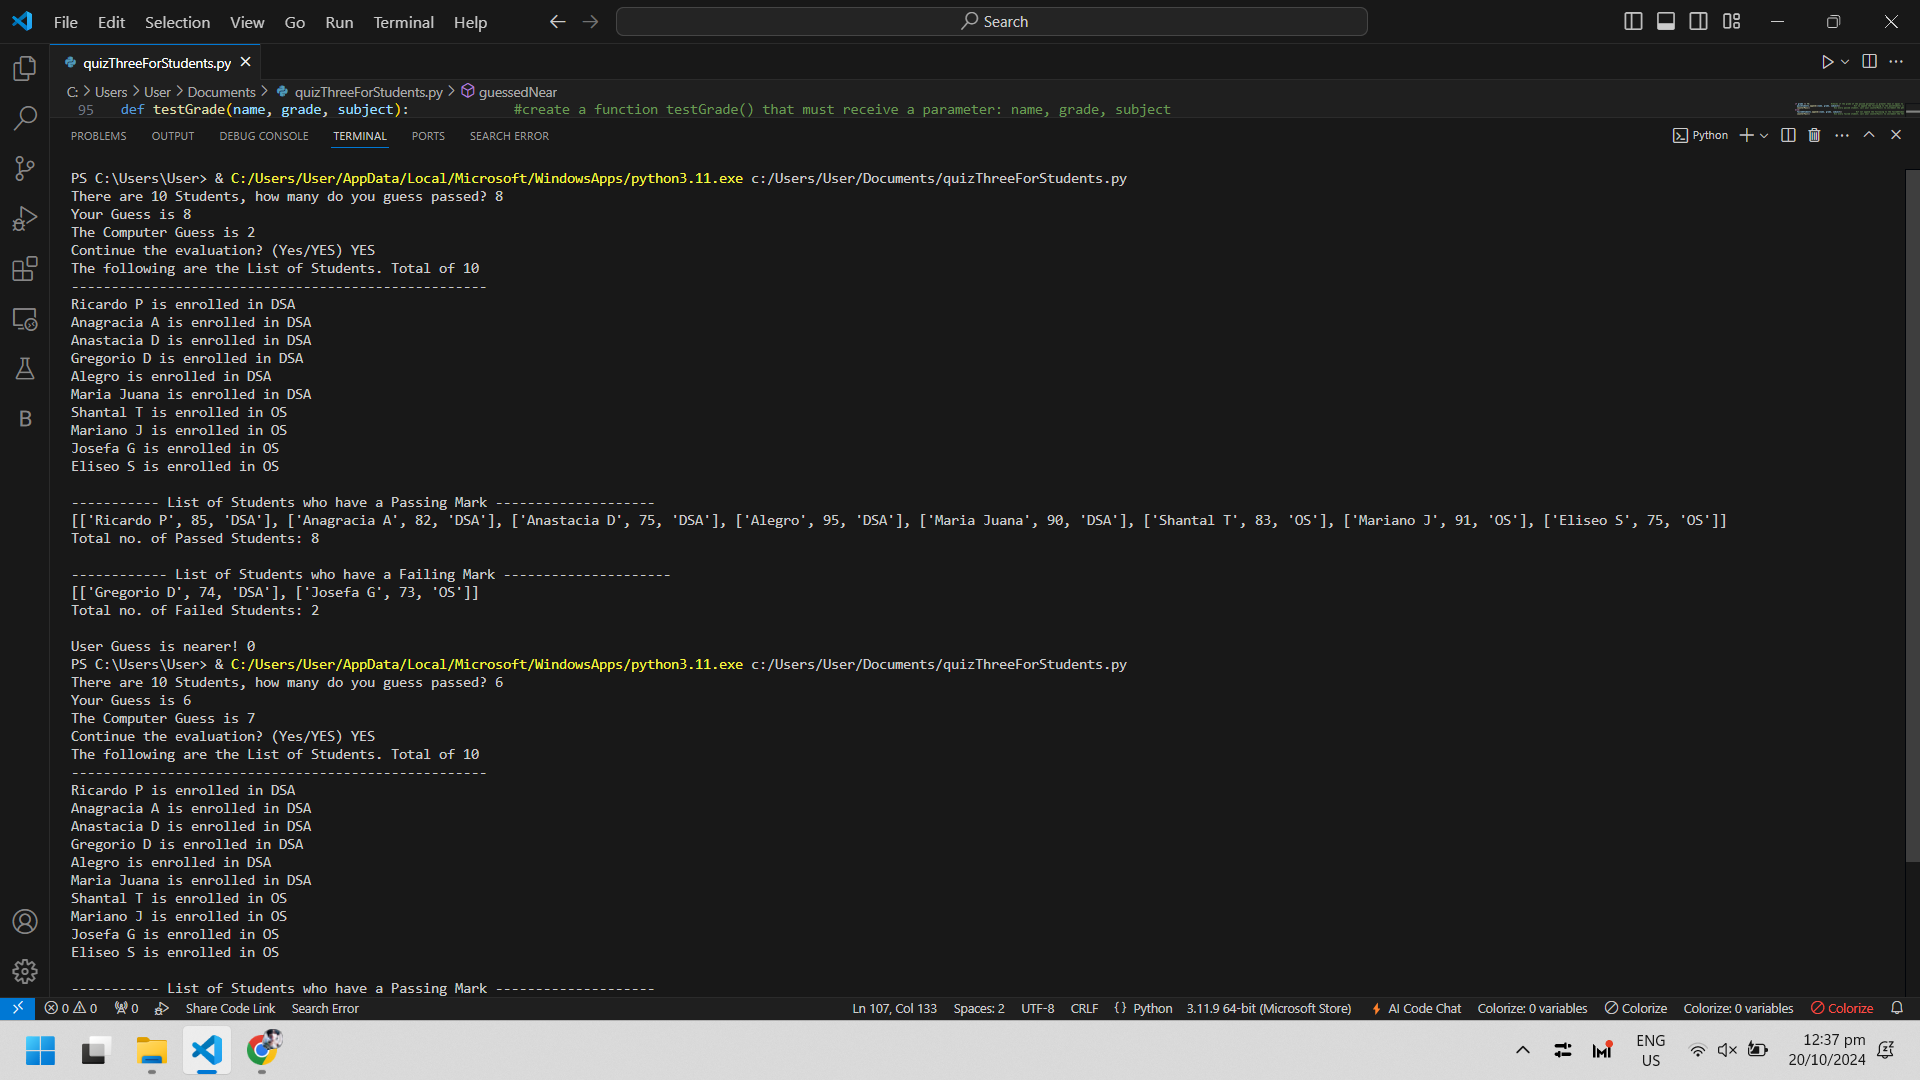 File Edit Selection View Go Run Terminal Help Search
quizThreeForStudents.py
C: > Users > User > Documents > quizThreeForStudents.py > guessedNear
95 def testGrade(name, grade, subject): #create a function testGrade() that must receive a parameter: name, grade, subject
PROBLEMS OUTPUT DEBUG CONSOLE TERMINAL PORTS SEARCH ERROR Python
PS C:\Users\User> & C:/Users/User/AppData/Local/Microsoft/WindowsApps/python3.11.exe c:/Users/User/Documents/quizThreeForStudents.py
There are 10 Students, how many do you guess passed? 8
Your Guess is 8
The Computer Guess is 2
Continue the evaluation? (Yes/YES) YES
The following are the List of Students. Total of 10
----------------------------------------------------
Ricardo P is enrolled in DSA
Anagracia A is enrolled in DSA
Anastacia D is enrolled in DSA
Gregorio D is enrolled in DSA
Alegro is enrolled in DSA
Maria Juana is enrolled in DSA
Shantal T is enrolled in OS
Mariano J is enrolled in OS
Josefa G is enrolled in OS
Eliseo S is enrolled in OS
----------- List of Students who have a Passing Mark --------------------
[['Ricardo P', 85, 'DSA'], ['Anagracia A', 82, 'DSA'], ['Anastacia D', 75, 'DSA'], ['Alegro', 95, 'DSA'], ['Maria Juana', 90, 'DSA'], ['Shantal T', 83, 'OS'], ['Mariano J', 91, 'OS'], ['Eliseo S', 75, 'OS']]
Total no. of Passed Students: 8
------------ List of Students who have a Failing Mark ---------------------
[['Gregorio D', 74, 'DSA'], ['Josefa G', 73, 'OS']]
Total no. of Failed Students: 2
User Guess is nearer! 0
PS C:\Users\User> & C:/Users/User/AppData/Local/Microsoft/WindowsApps/python3.11.exe c:/Users/User/Documents/quizThreeForStudents.py
There are 10 Students, how many do you guess passed? 6
Your Guess is 6
The Computer Guess is 7
Continue the evaluation? (Yes/YES) YES
The following are the List of Students. Total of 10
----------------------------------------------------
Ricardo P is enrolled in DSA
Anagracia A is enrolled in DSA
Anastacia D is enrolled in DSA
Gregorio D is enrolled in DSA
Alegro is enrolled in DSA
Maria Juana is enrolled in DSA
Shantal T is enrolled in OS
Mariano J is enrolled in OS
Josefa G is enrolled in OS
Eliseo S is enrolled in OS
----------- List of Students who have a Passing Mark --------------------
0 0 0 Share Code Link Search Error Ln 107, Col 133 Spaces: 2 UTF-8 CRLF {} Python 3.11.9 64-bit (Microsoft Store) AI Code Chat Colorize: 0 variables Colorize Colorize: 0 variables Colorize
ENG 12:37 pm
US 20/10/2024